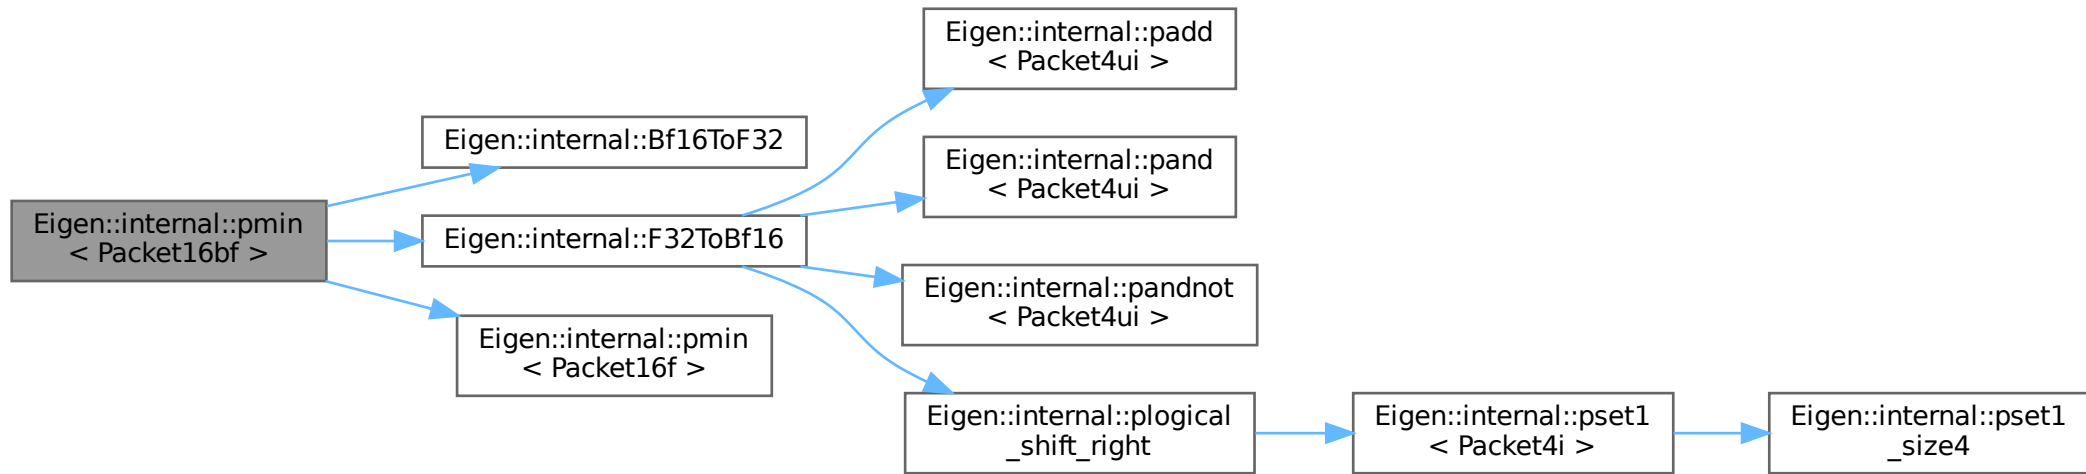 Eigen::internal::pmin
< Packet16bf >
Eigen::internal::Bf16ToF32
Eigen::internal::F32ToBf16
Eigen::internal::pmin
< Packet16f >
Eigen::internal::padd
< Packet4ui >
Eigen::internal::pand
< Packet4ui >
Eigen::internal::pandnot
< Packet4ui >
Eigen::internal::plogical
_shift_right
Eigen::internal::pset1
< Packet4i >
Eigen::internal::pset1
_size4